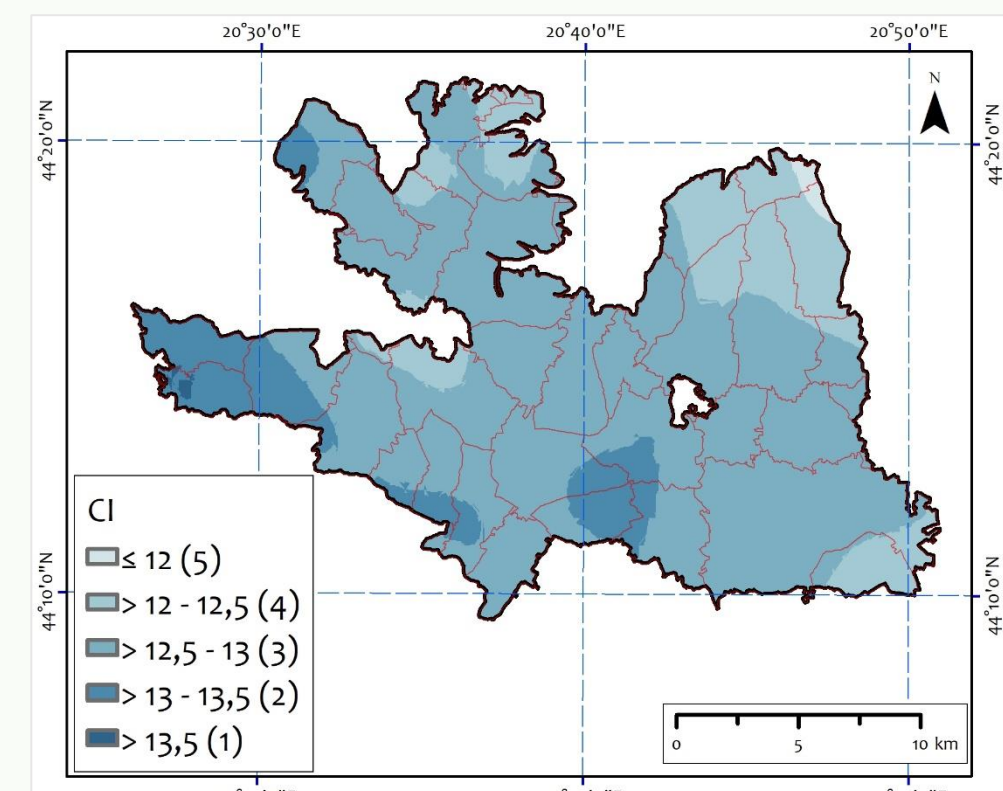 20°30'0"E 20°40'0"E 20°50'0"E
N
44°20'0"N 44°20'0"N
CI
≤ 12 (5)
> 12 - 12,5 (4)
> 12,5 - 13 (3)
> 13 - 13,5 (2)
> 13,5 (1)
44°10'0"N 44°10'0"N
0 5 10 km